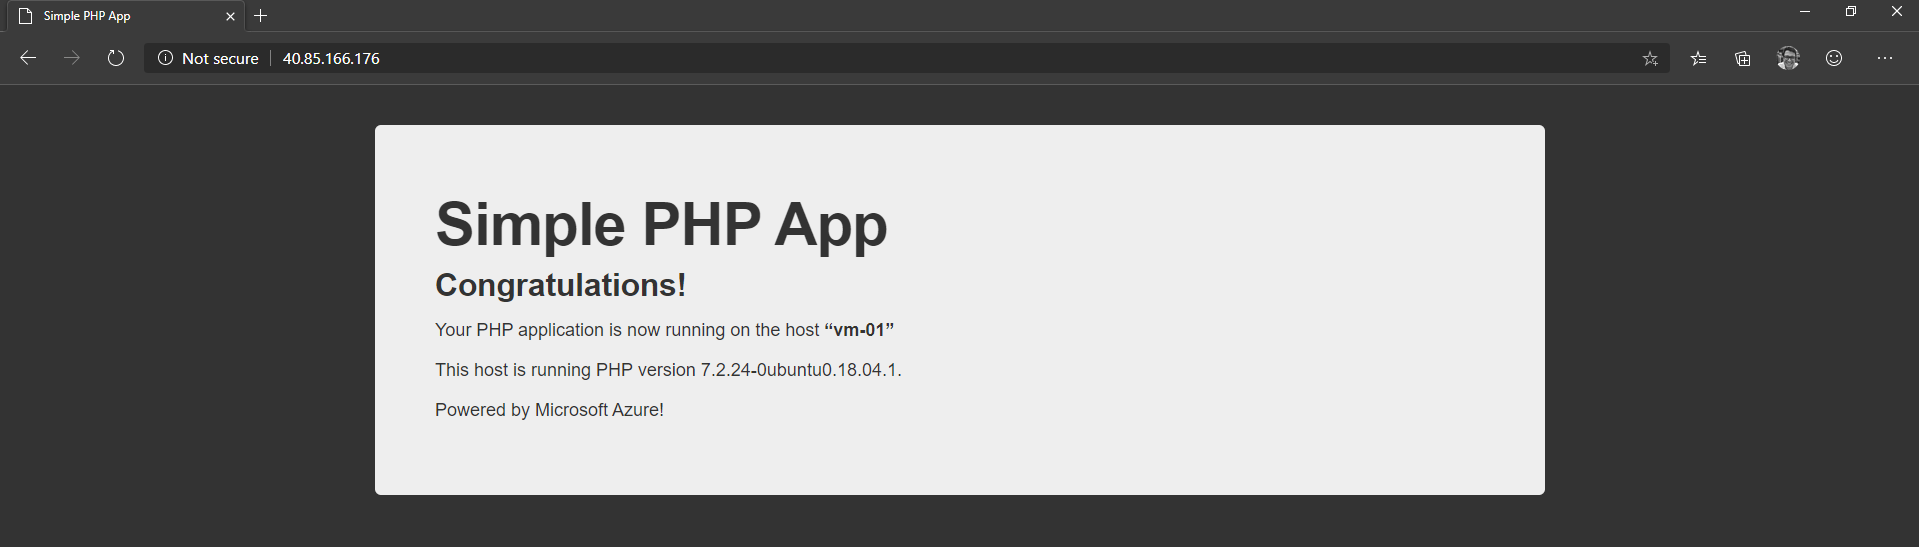 Simple PHP App
Not secure 40.85.166.176
Simple PHP App
Congratulations!
Your PHP application is now running on the host “vm-01”
This host is running PHP version 7.2.24-0ubuntu0.18.04.1.
Powered by Microsoft Azure!